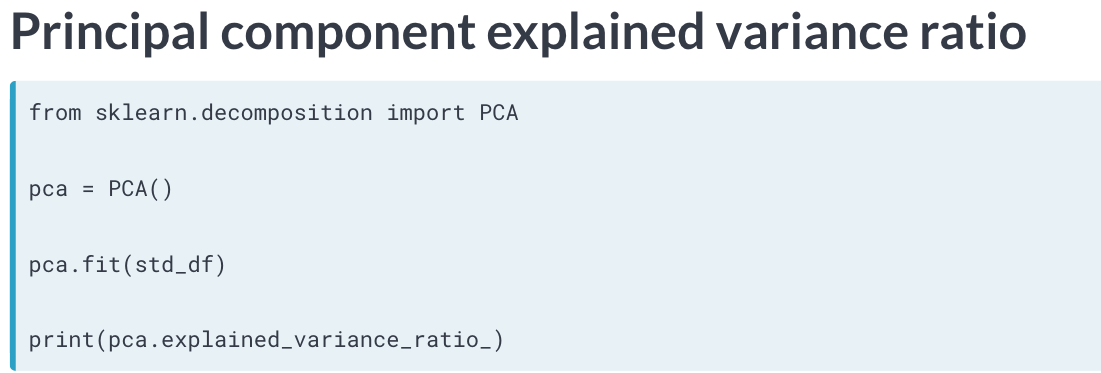 Principal component explained variance ratio
from sklearn.decomposition import PCA
pca = PCA()
pca.fit(std_df)
print(pca.explained_variance_ratio_)